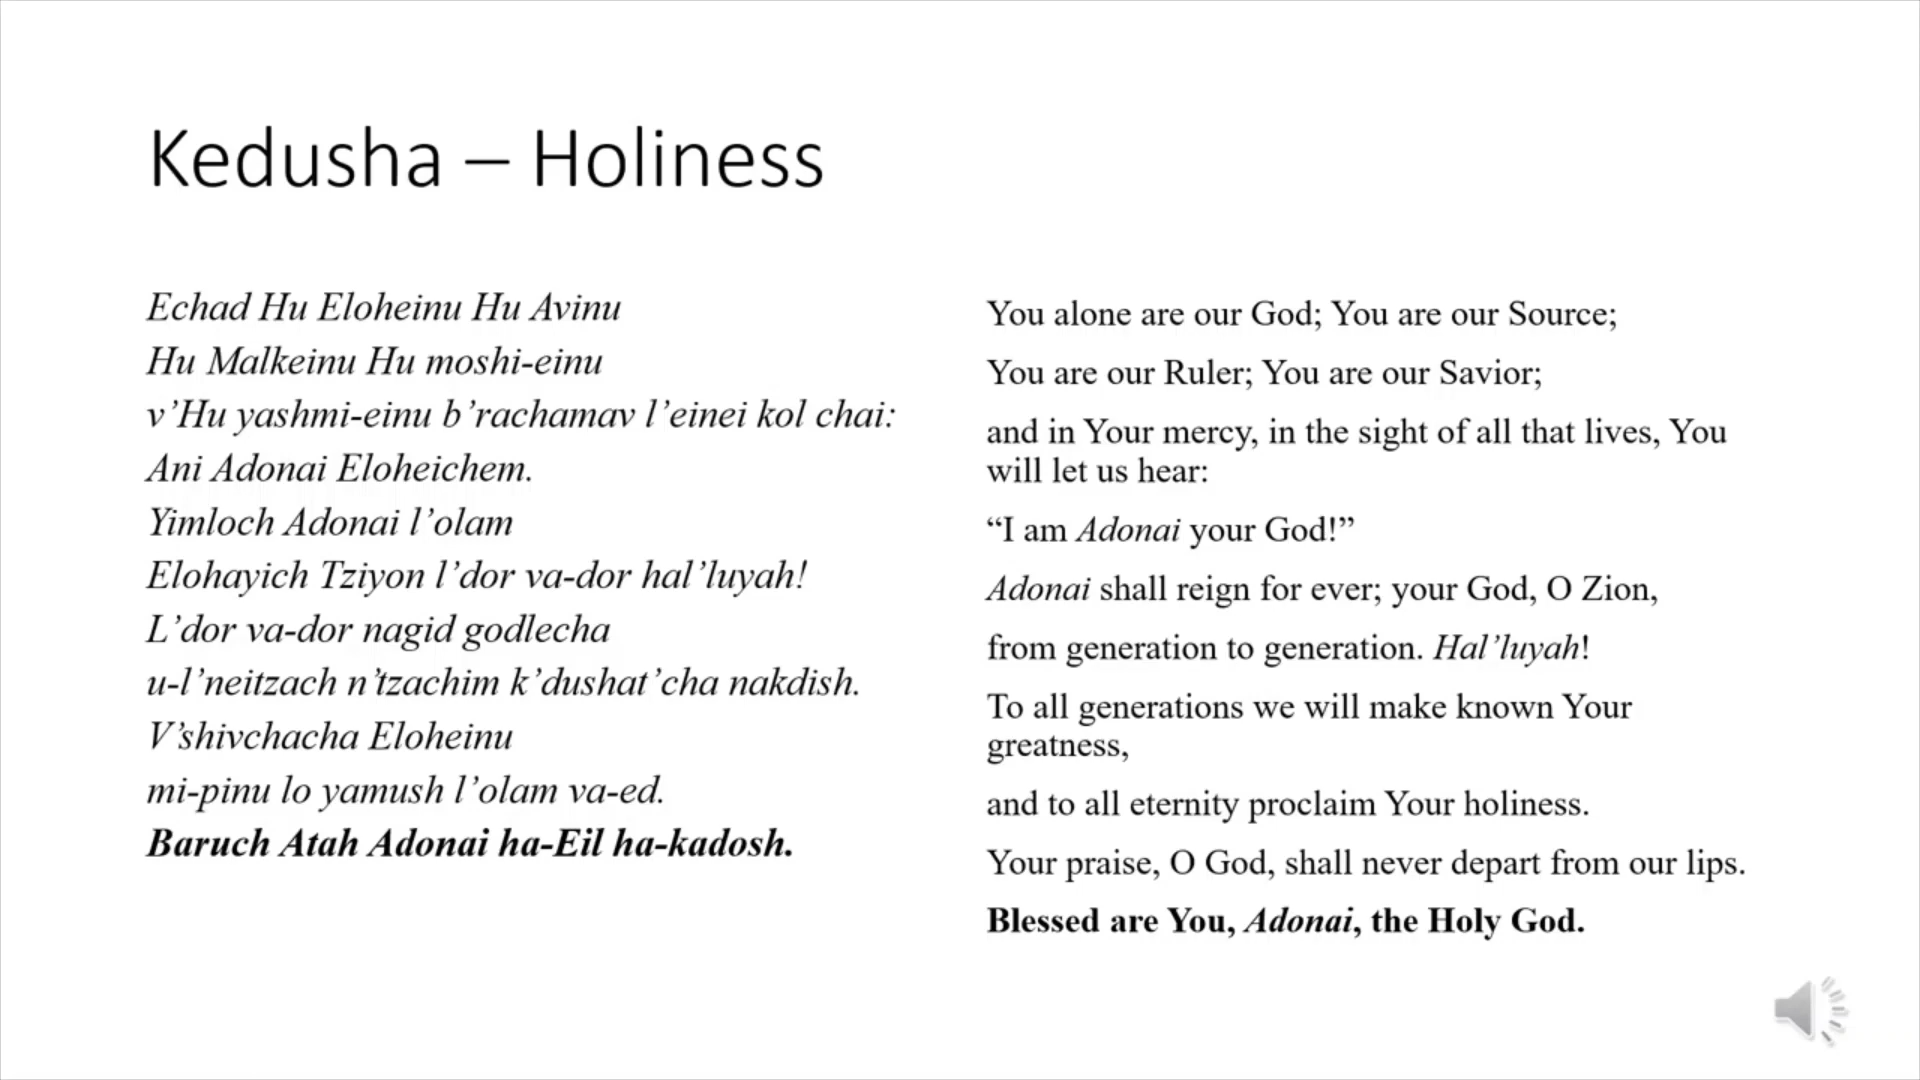 Kedusha – Holiness
Echad Hu Eloheinu Hu Avinu
Hu Malkeinu Hu moshi-einu
v’Hu yashmi-einu b’rachamav l’einei kol chai:
Ani Adonai Eloheichem.
Yimloch Adonai l’olam
Elohayich Tziyon l’dor va-dor hal’luyah!
L’dor va-dor nagid godlecha
u-l’neitzach n’tzachim k’dushat’cha nakdish.
V’shivchacha Eloheinu
mi-pinu lo yamush l’olam va-ed.
Baruch Atah Adonai ha-Eil ha-kadosh.
You alone are our God; You are our Source;
You are our Ruler; You are our Savior;
and in Your mercy, in the sight of all that lives, You
will let us hear:
“I am Adonai your God!”
Adonai shall reign for ever; your God, O Zion,
from generation to generation. Hal’luyah!
To all generations we will make known Your
greatness,
and to all eternity proclaim Your holiness.
Your praise, O God, shall never depart from our lips.
Blessed are You, Adonai, the Holy God.